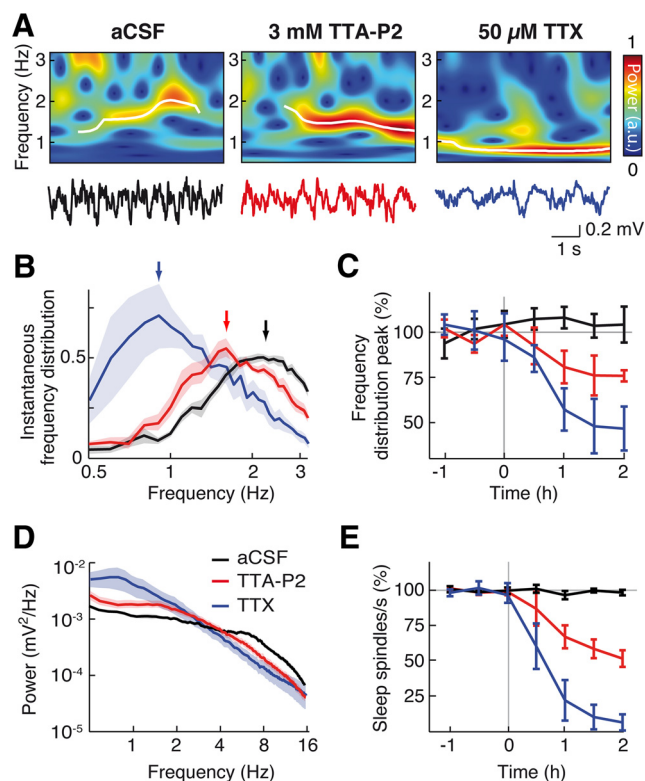 A
aCSF
3 mM TTA-P2
50 µM TTX
Frequency (Hz)
3
2
1
3
2
1
3
2
1
1
Power (a.u.)
0
0.2 mV
1 s
B
Instantaneous
frequency distribution
0.5
0
0.5
1
2
3
Frequency (Hz)
C
Frequency
distribution peak (%)
100
75
50
-1
0
1
2
Time (h)
D
Power (mV²/Hz)
10⁻²
10⁻³
10⁻⁴
10⁻⁵
aCSF
TTA-P2
TTX
1
2
4
8
16
Frequency (Hz)
E
Sleep spindles/s (%)
100
75
50
25
-1
0
1
2
Time (h)